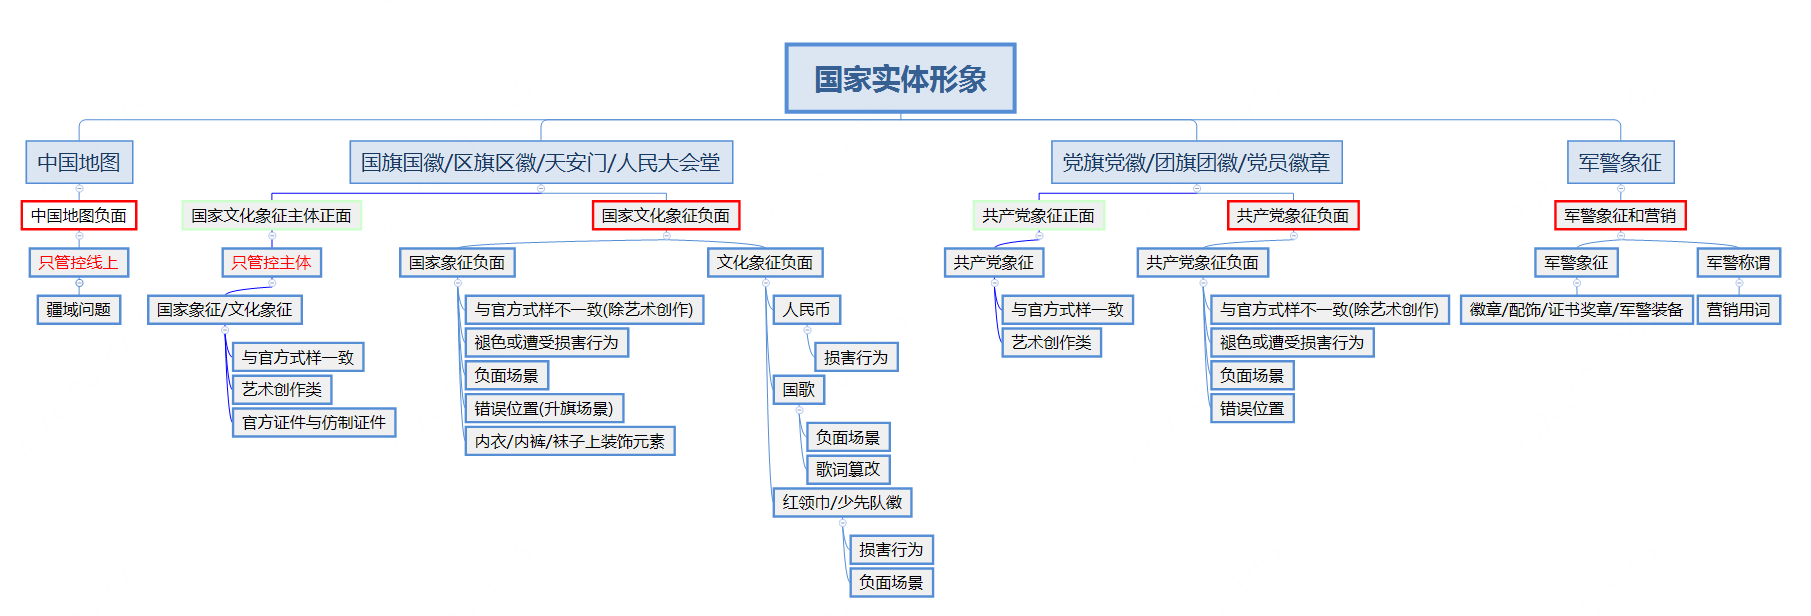 国家实体形象
中国地图
国旗国徽/区旗区徽/天安门/人民大会堂
党旗党徽/团旗团徽/党员徽章
军警象征
中国地图负面
国家文化象征主体正面
国家文化象征负面
共产党象征正面
共产党象征负面
军警象征和营销
只管控线上
只管控主体
国家象征负面
文化象征负面
共产党象征
共产党象征负面
军警象征
军警称谓
疆域问题
国家象征/文化象征
与官方式样不一致(除艺术创作)
人民币
与官方式样一致
与官方式样不一致(除艺术创作)
徽章/配饰/证书奖章/军警装备
营销用词
与官方式样一致
褪色或遭受损害行为
损害行为
艺术创作类
褪色或遭受损害行为
艺术创作类
负面场景
国歌
负面场景
官方证件与仿制证件
错误位置(升旗场景)
错误位置
内衣/内裤/袜子上装饰元素
负面场景
歌词篡改
红领巾/少先队徽
损害行为
负面场景